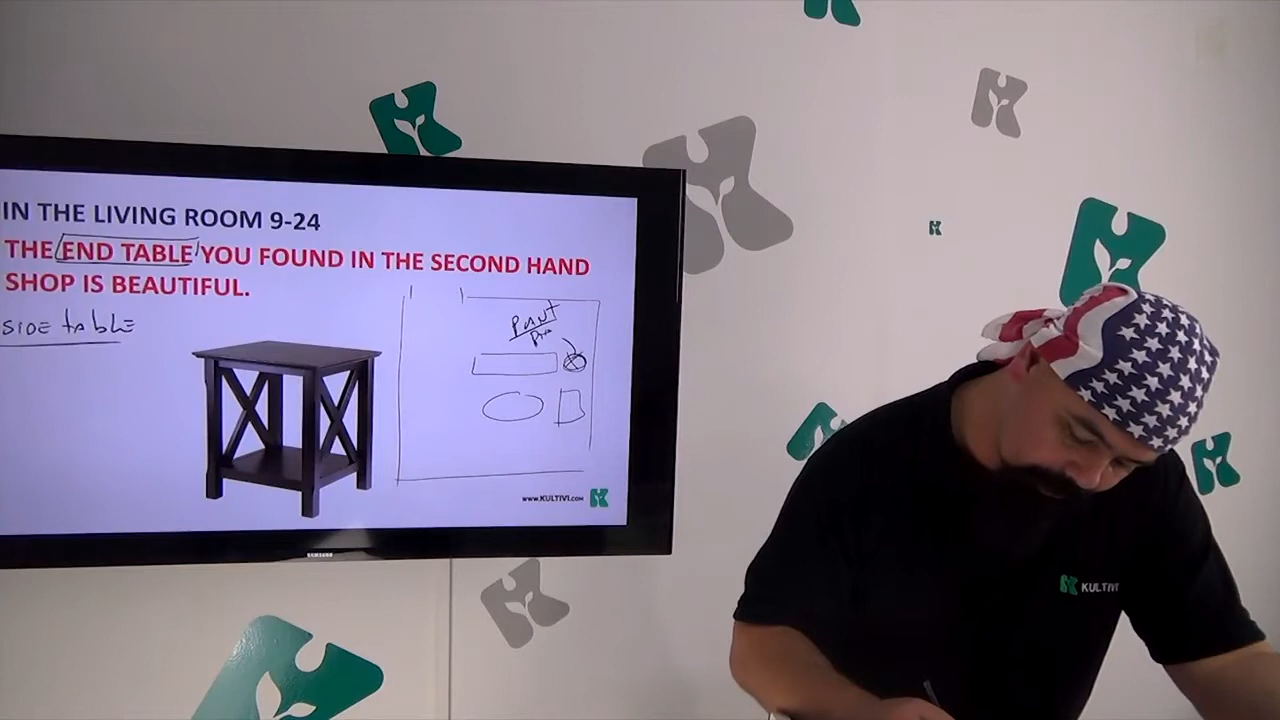 IN THE LIVING ROOM 9-24
THE END TABLE YOU FOUND IN THE SECOND HAND
SHOP IS BEAUTIFUL.
SIDE table
www.KULTIVI.com
SAMSUNG
KULTIVI